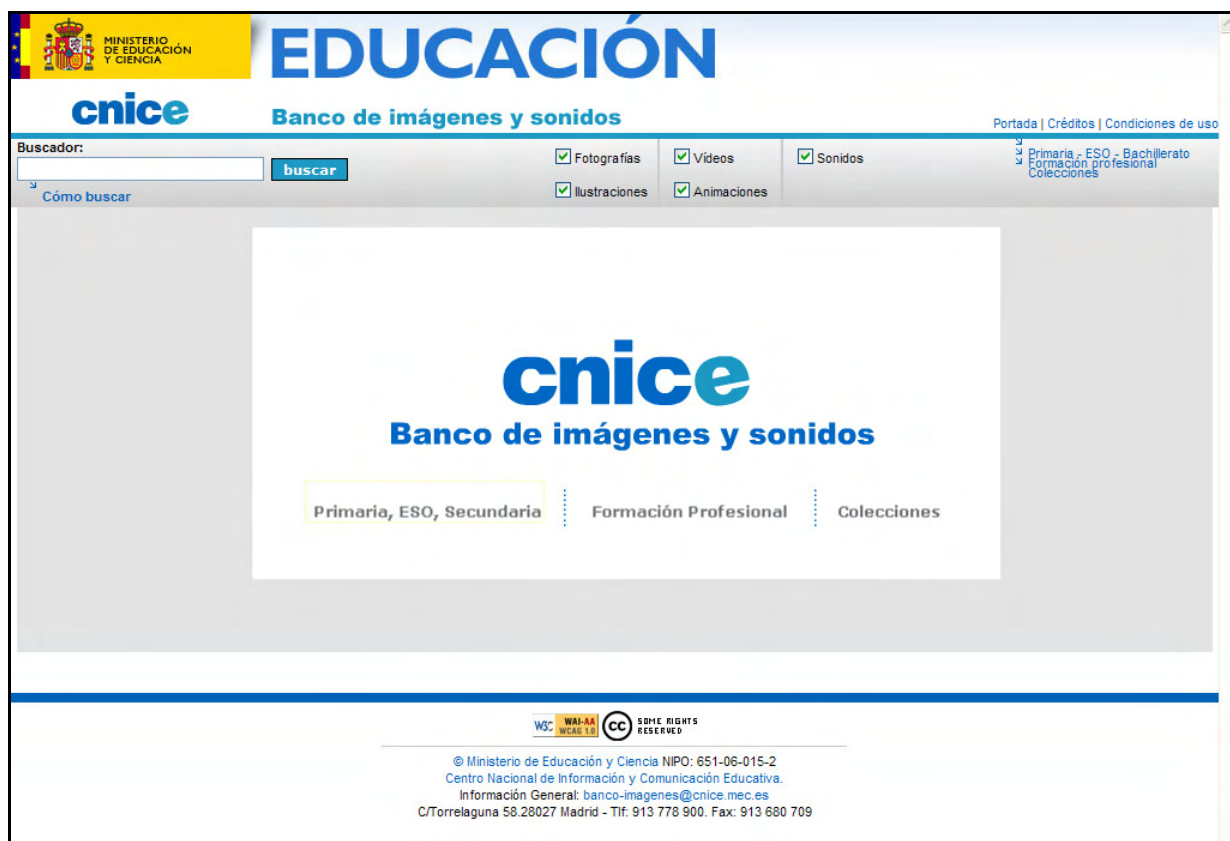 MINISTERIO
DE EDUCACIÓN
Y CIENCIA
EDUCACIÓN
cnice
Banco de imágenes y sonidos
Portada | Créditos | Condiciones de uso
Buscador:
buscar
Cómo buscar
Fotografías
Vídeos
Sonidos
Ilustraciones
Animaciones
Primaria - ESO - Bachillerato
Formación profesional
Colecciones
cnice
Banco de imágenes y sonidos
Primaria, ESO, Secundaria
Formación Profesional
Colecciones
W3C WAI-AA
WCAG 1.0
cc SOME RIGHTS
RESERVED
© Ministerio de Educación y Ciencia NIPO: 651-06-015-2
Centro Nacional de Información y Comunicación Educativa.
Información General: banco-imagenes@cnice.mec.es
C/Torrelaguna 58.28027 Madrid - Tlf: 913 778 900. Fax: 913 680 709